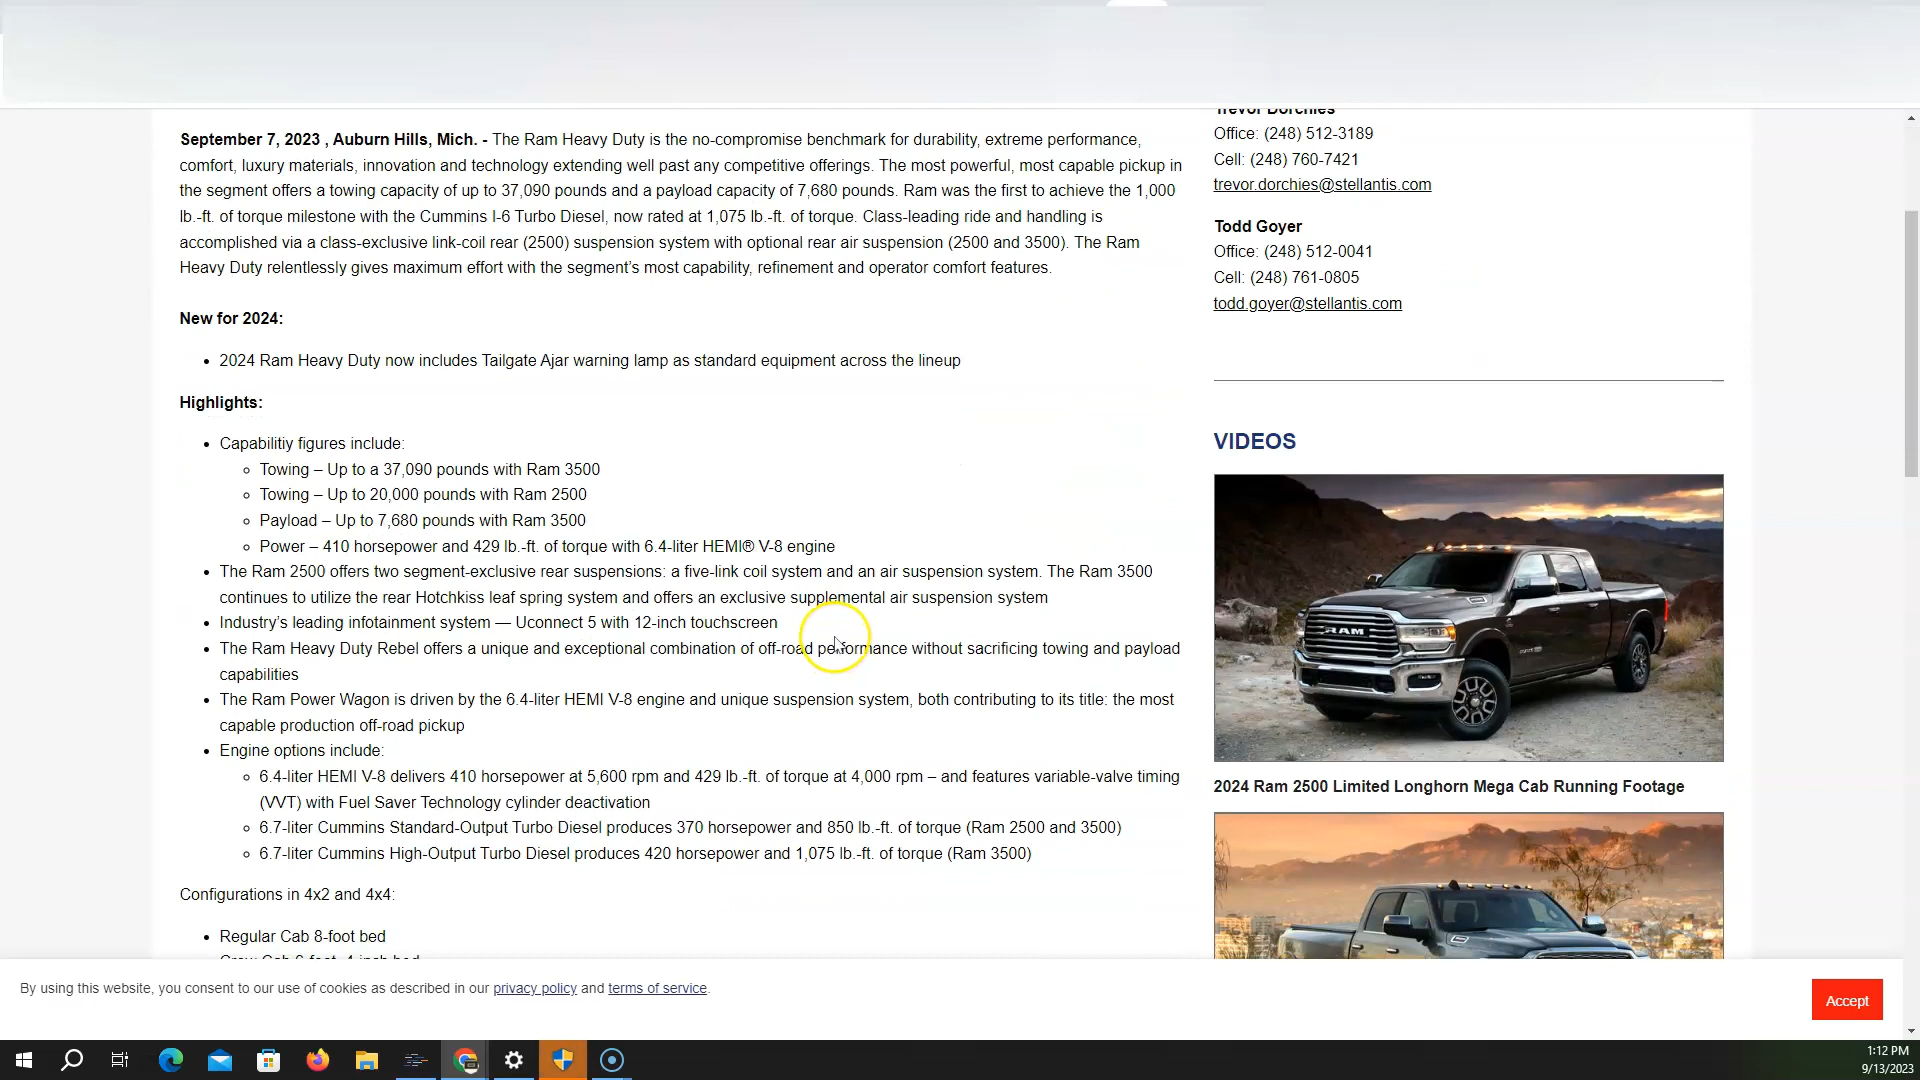 September 7, 2023 , Auburn Hills, Mich. - The Ram Heavy Duty is the no-compromise benchmark for durability, extreme performance,
comfort, luxury materials, innovation and technology extending well past any competitive offerings. The most powerful, most capable pickup in
the segment offers a towing capacity of up to 37,090 pounds and a payload capacity of 7,680 pounds. Ram was the first to achieve the 1,000
lb.-ft. of torque milestone with the Cummins I-6 Turbo Diesel, now rated at 1,075 lb.-ft. of torque. Class-leading ride and handling is
accomplished via a class-exclusive link-coil rear (2500) suspension system with optional rear air suspension (2500 and 3500). The Ram
Heavy Duty relentlessly gives maximum effort with the segment’s most capability, refinement and operator comfort features.
New for 2024:
• 2024 Ram Heavy Duty now includes Tailgate Ajar warning lamp as standard equipment across the lineup
Highlights:
• Capabilitiy figures include:
○ Towing – Up to a 37,090 pounds with Ram 3500
○ Towing – Up to 20,000 pounds with Ram 2500
○ Payload – Up to 7,680 pounds with Ram 3500
○ Power – 410 horsepower and 429 lb.-ft. of torque with 6.4-liter HEMI® V-8 engine
• The Ram 2500 offers two segment-exclusive rear suspensions: a five-link coil system and an air suspension system. The Ram 3500
continues to utilize the rear Hotchkiss leaf spring system and offers an exclusive supplemental air suspension system
• Industry’s leading infotainment system — Uconnect 5 with 12-inch touchscreen
• The Ram Heavy Duty Rebel offers a unique and exceptional combination of off-road performance without sacrificing towing and payload
capabilities
• The Ram Power Wagon is driven by the 6.4-liter HEMI V-8 engine and unique suspension system, both contributing to its title: the most
capable production off-road pickup
• Engine options include:
○ 6.4-liter HEMI V-8 delivers 410 horsepower at 5,600 rpm and 429 lb.-ft. of torque at 4,000 rpm – and features variable-valve timing
(VVT) with Fuel Saver Technology cylinder deactivation
○ 6.7-liter Cummins Standard-Output Turbo Diesel produces 370 horsepower and 850 lb.-ft. of torque (Ram 2500 and 3500)
○ 6.7-liter Cummins High-Output Turbo Diesel produces 420 horsepower and 1,075 lb.-ft. of torque (Ram 3500)
Configurations in 4x2 and 4x4:
• Regular Cab 8-foot bed
Trevor Dorchies
Office: (248) 512-3189
Cell: (248) 760-7421
trevor.dorchies@stellantis.com
Todd Goyer
Office: (248) 512-0041
Cell: (248) 761-0805
todd.goyer@stellantis.com
VIDEOS
RAM
2024 Ram 2500 Limited Longhorn Mega Cab Running Footage
By using this website, you consent to our use of cookies as described in our privacy policy and terms of service.
Accept
1:12 PM
9/13/2023